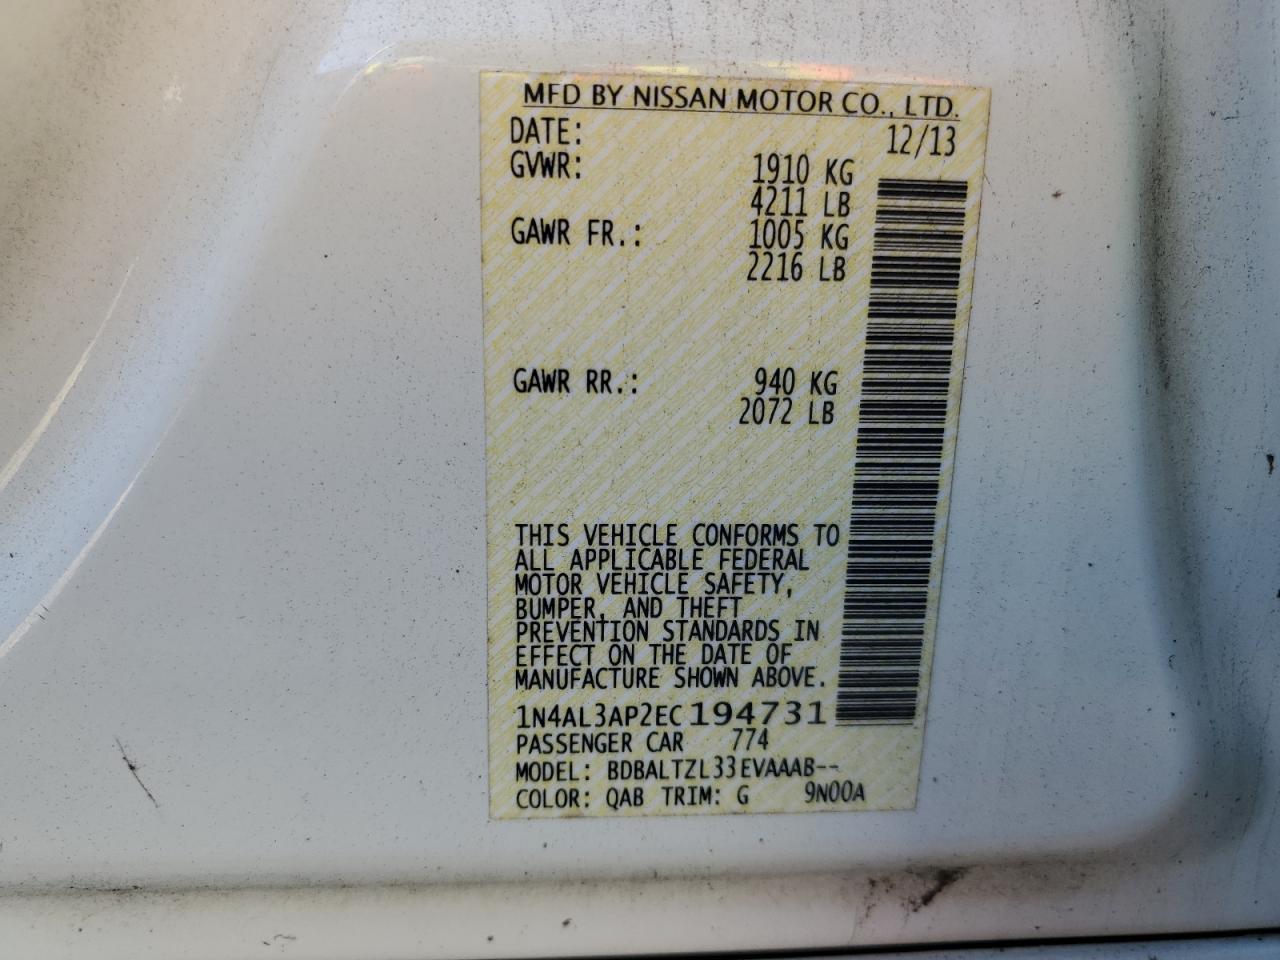 MFD BY NISSAN MOTOR CO., LTD.
DATE: 12/13
GVWR: 1910 KG
4211 LB
GAWR FR.: 1005 KG
2216 LB
GAWR RR.: 940 KG
2072 LB
THIS VEHICLE CONFORMS TO
ALL APPLICABLE FEDERAL
MOTOR VEHICLE SAFETY,
BUMPER, AND THEFT
PREVENTION STANDARDS IN
EFFECT ON THE DATE OF
MANUFACTURE SHOWN ABOVE.
1N4AL3AP2EC194731
PASSENGER CAR 774
MODEL: BDBALTZL33EVAAAB--
COLOR: QAB TRIM: G 9N00A